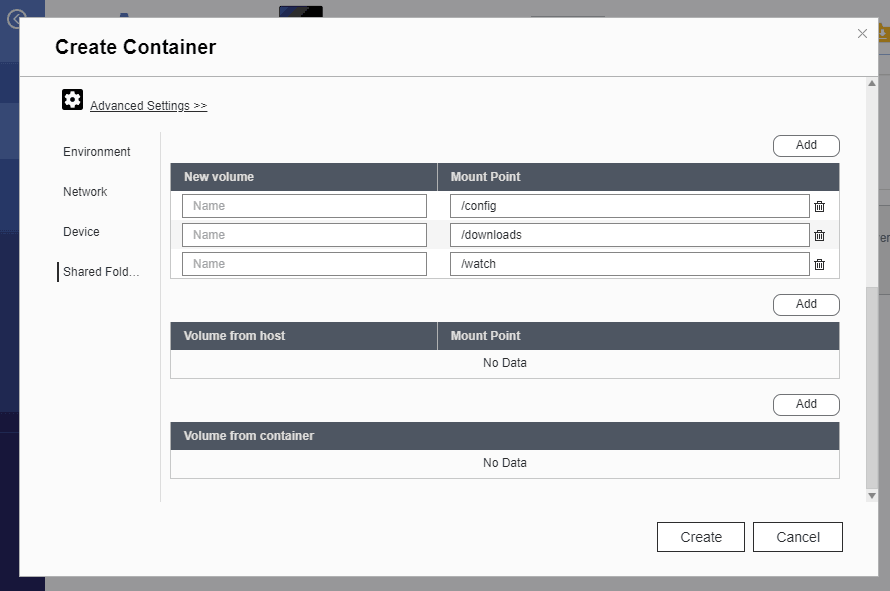 Create Container
Advanced Settings >>
Environment
Network
Device
Shared Fold...
Add
New volume Mount Point
Name /config
Name /downloads
Name /watch
Add
Volume from host Mount Point
No Data
Add
Volume from container
No Data
Create Cancel